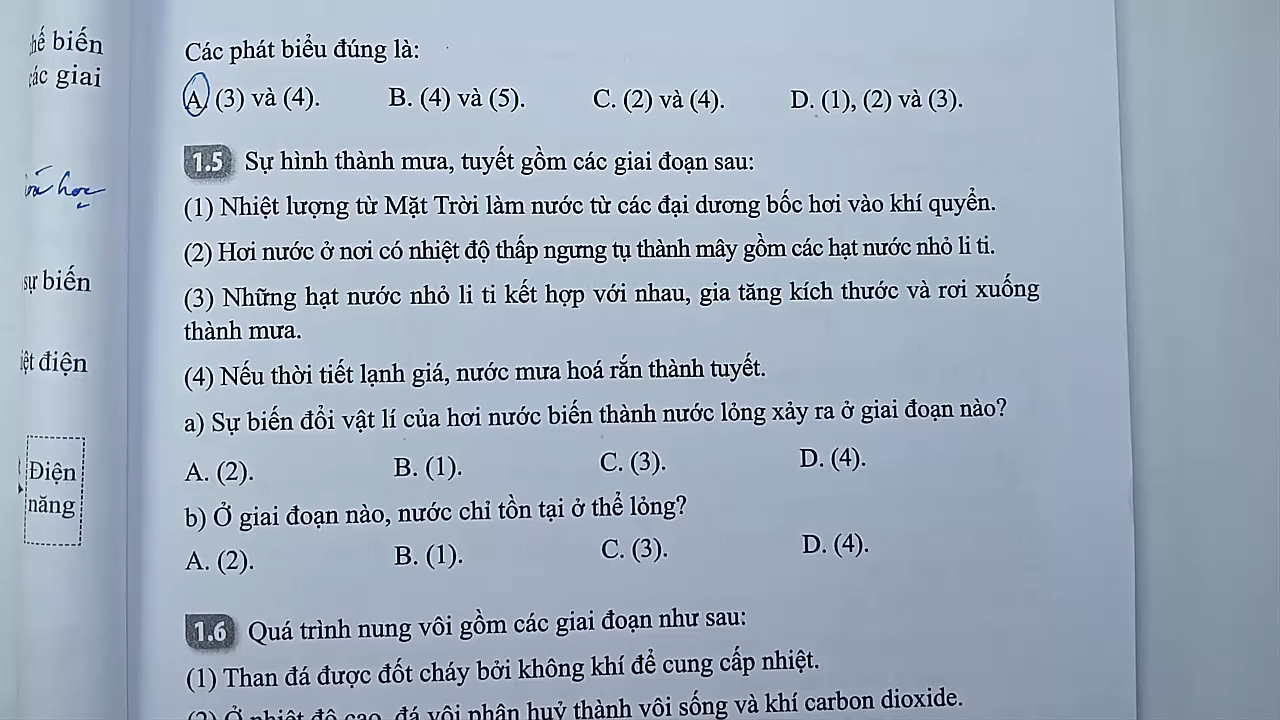 hế biến
các giai
học
sự biến
iệt điện
Điện
năng
Các phát biểu đúng là:
A. (3) và (4). B. (4) và (5). C. (2) và (4). D. (1), (2) và (3).
1.5 Sự hình thành mưa, tuyết gồm các giai đoạn sau:
(1) Nhiệt lượng từ Mặt Trời làm nước từ các đại dương bốc hơi vào khí quyển.
(2) Hơi nước ở nơi có nhiệt độ thấp ngưng tụ thành mây gồm các hạt nước nhỏ li ti.
(3) Những hạt nước nhỏ li ti kết hợp với nhau, gia tăng kích thước và rơi xuống
thành mưa.
(4) Nếu thời tiết lạnh giá, nước mưa hoá rắn thành tuyết.
a) Sự biến đổi vật lí của hơi nước biến thành nước lỏng xảy ra ở giai đoạn nào?
A. (2). B. (1). C. (3). D. (4).
b) Ở giai đoạn nào, nước chỉ tồn tại ở thể lỏng?
A. (2). B. (1). C. (3). D. (4).
1.6 Quá trình nung vôi gồm các giai đoạn như sau:
(1) Than đá được đốt cháy bởi không khí để cung cấp nhiệt.
(2) Ở nhiệt độ cao, đá vôi phân huỷ thành vôi sống và khí carbon dioxide.